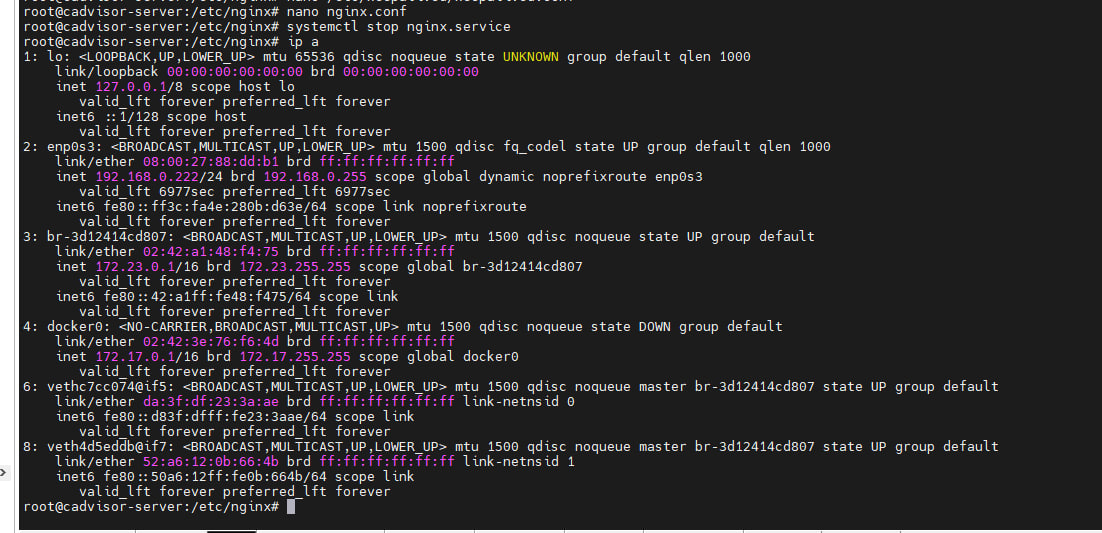 root@cadvisor-server:/etc/nginx# nano nginx.conf
root@cadvisor-server:/etc/nginx# systemctl stop nginx.service
root@cadvisor-server:/etc/nginx# ip a
1: lo: <LOOPBACK,UP,LOWER_UP> mtu 65536 qdisc noqueue state UNKNOWN group default qlen 1000
    link/loopback 00:00:00:00:00:00 brd 00:00:00:00:00:00
    inet 127.0.0.1/8 scope host lo
       valid_lft forever preferred_lft forever
    inet6 ::1/128 scope host
       valid_lft forever preferred_lft forever
2: enp0s3: <BROADCAST,MULTICAST,UP,LOWER_UP> mtu 1500 qdisc fq_codel state UP group default qlen 1000
    link/ether 08:00:27:88:dd:b1 brd ff:ff:ff:ff:ff:ff
    inet 192.168.0.222/24 brd 192.168.0.255 scope global dynamic noprefixroute enp0s3
       valid_lft 6977sec preferred_lft 6977sec
    inet6 fe80::ff3c:fa4e:280b:d63e/64 scope link noprefixroute
       valid_lft forever preferred_lft forever
3: br-3d12414cd807: <BROADCAST,MULTICAST,UP,LOWER_UP> mtu 1500 qdisc noqueue state UP group default
    link/ether 02:42:a1:48:f4:75 brd ff:ff:ff:ff:ff:ff
    inet 172.23.0.1/16 brd 172.23.255.255 scope global br-3d12414cd807
       valid_lft forever preferred_lft forever
    inet6 fe80::42:a1ff:fe48:f475/64 scope link
       valid_lft forever preferred_lft forever
4: docker0: <NO-CARRIER,BROADCAST,MULTICAST,UP> mtu 1500 qdisc noqueue state DOWN group default
    link/ether 02:42:3e:76:f6:4d brd ff:ff:ff:ff:ff:ff
    inet 172.17.0.1/16 brd 172.17.255.255 scope global docker0
       valid_lft forever preferred_lft forever
6: vethc7cc074@if5: <BROADCAST,MULTICAST,UP,LOWER_UP> mtu 1500 qdisc noqueue master br-3d12414cd807 state UP group default
    link/ether da:3f:df:23:3a:ae brd ff:ff:ff:ff:ff:ff link-netnsid 0
    inet6 fe80::d83f:dfff:fe23:3aae/64 scope link
       valid_lft forever preferred_lft forever
8: veth4d5eddb@if7: <BROADCAST,MULTICAST,UP,LOWER_UP> mtu 1500 qdisc noqueue master br-3d12414cd807 state UP group default
    link/ether 52:a6:12:0b:66:4b brd ff:ff:ff:ff:ff:ff link-netnsid 1
    inet6 fe80::50a6:12ff:fe0b:664b/64 scope link
       valid_lft forever preferred_lft forever
root@cadvisor-server:/etc/nginx#